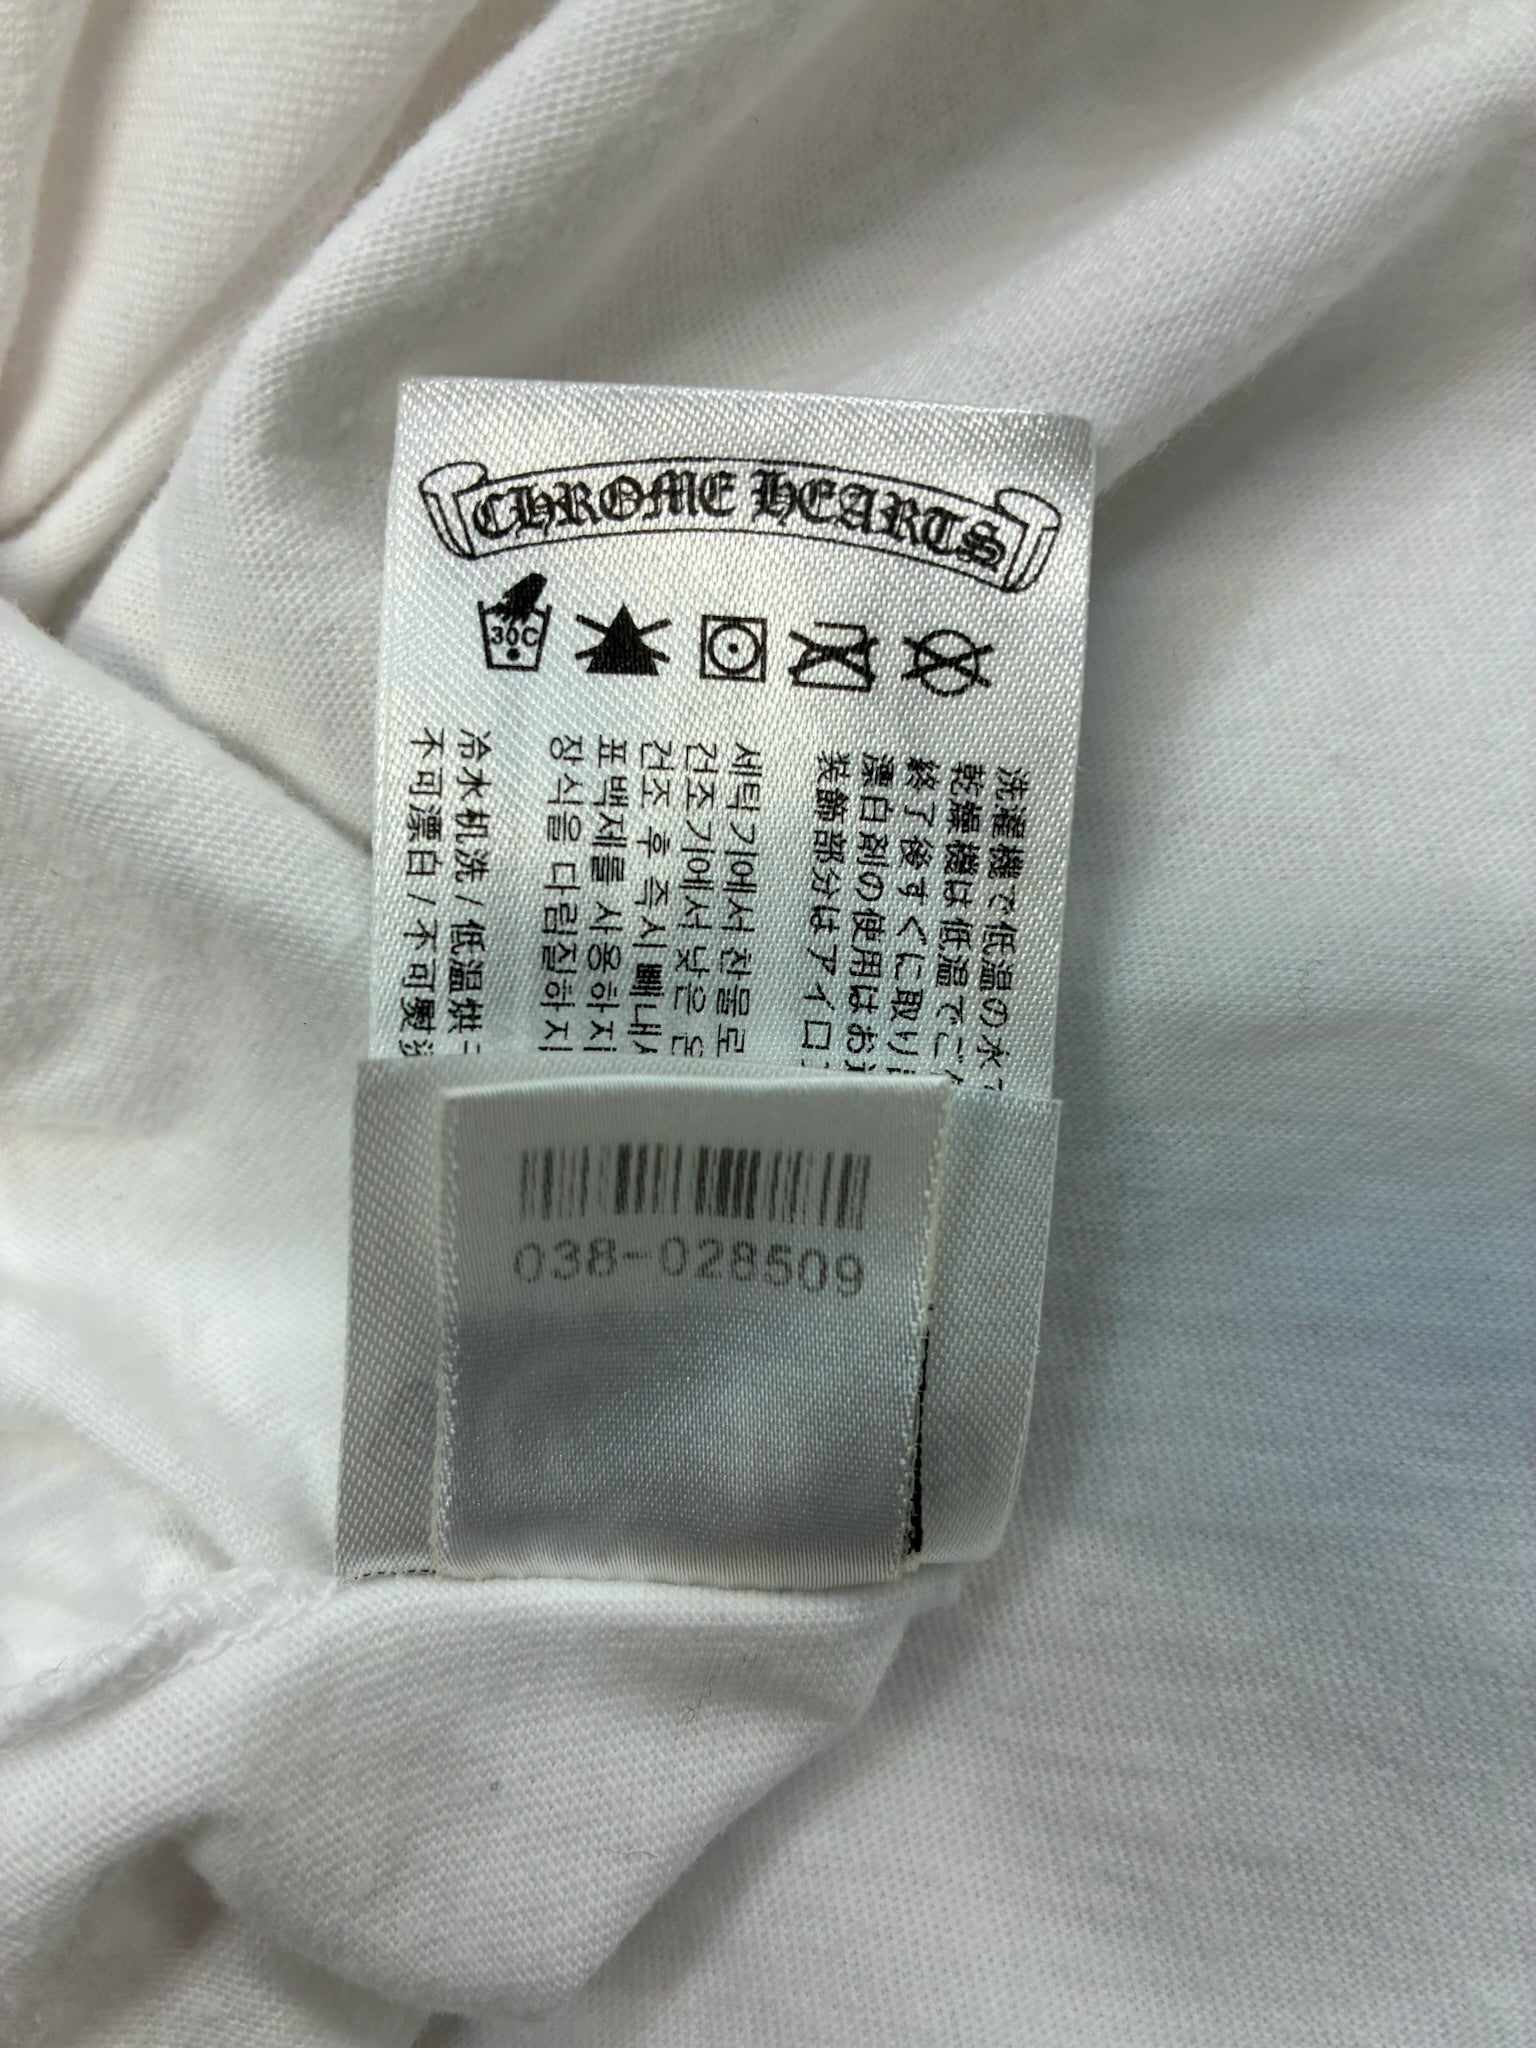 CHROME HEARTS
30C
洗濯機で低温の水
乾燥機は低温でご
終了後すぐに取り
漂白剤の使用はお
装飾部分はアイロ
세탁기에서 찬물로
건조기에서 낮은 온
건조 후 즉시 빼내
표백제를 사용하지
장식을 다림질하지
冷水机洗 / 低温烘
不可漂白 / 不可熨
038-028509